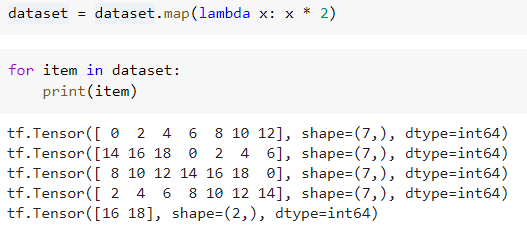 dataset = dataset.map(lambda x: x * 2)
for item in dataset:
    print(item)
tf.Tensor([ 0  2  4  6  8 10 12], shape=(7,), dtype=int64)
tf.Tensor([14 16 18  0  2  4  6], shape=(7,), dtype=int64)
tf.Tensor([ 8 10 12 14 16 18  0], shape=(7,), dtype=int64)
tf.Tensor([ 2  4  6  8 10 12 14], shape=(7,), dtype=int64)
tf.Tensor([16 18], shape=(2,), dtype=int64)